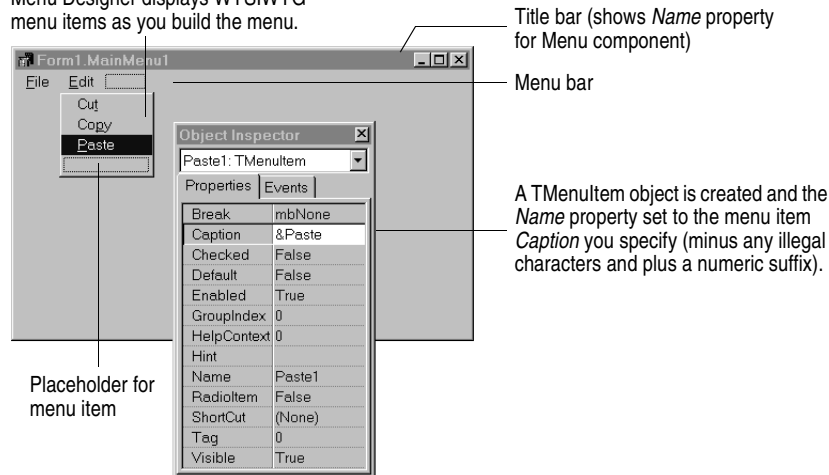 Menu Designer displays WYSIWYG
menu items as you build the menu.
Title bar (shows Name property
for Menu component)
Form1.MainMenu1
Menu bar
File Edit
Cut
Copy
Paste
Object Inspector
Paste1: TMenuItem
Properties Events
Break mbNone
Caption &Paste
Checked False
Default False
Enabled True
GroupIndex 0
HelpContext 0
Hint
Name Paste1
RadioItem False
ShortCut (None)
Tag 0
Visible True
A TMenuItem object is created and the
Name property set to the menu item
Caption you specify (minus any illegal
characters and plus a numeric suffix).
Placeholder for
menu item